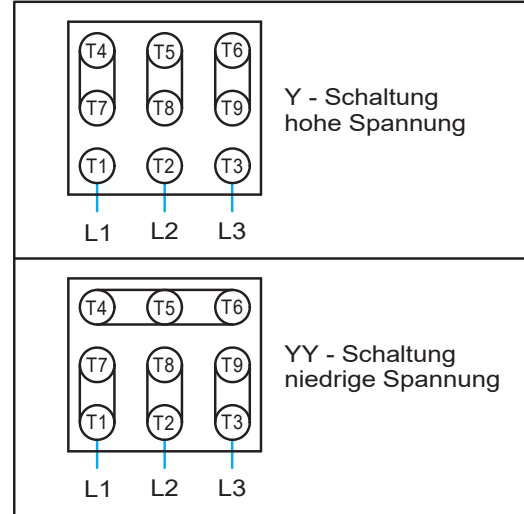 T4 T5 T6
T7 T8 T9
T1 T2 T3
L1 L2 L3
Y - Schaltung
hohe Spannung
T4 T5 T6
T7 T8 T9
T1 T2 T3
L1 L2 L3
YY - Schaltung
niedrige Spannung